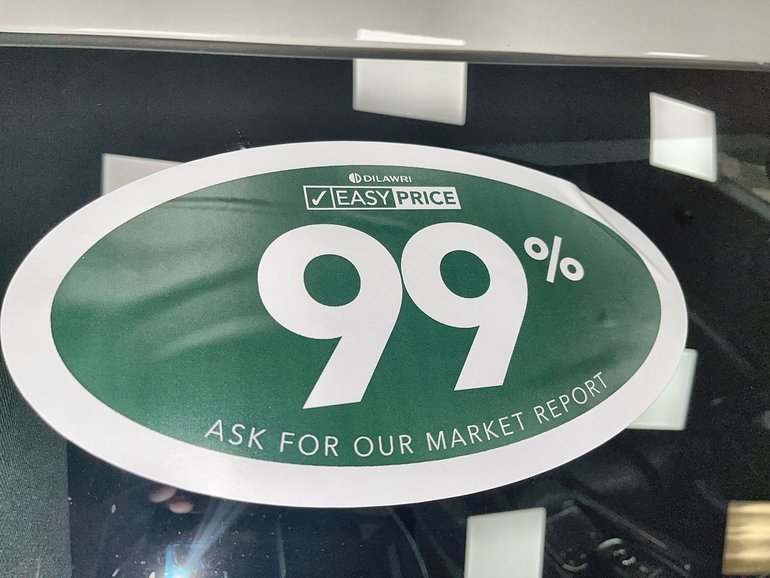 DILAWRI
✓ EASY PRICE
99%
ASK FOR OUR MARKET REPORT